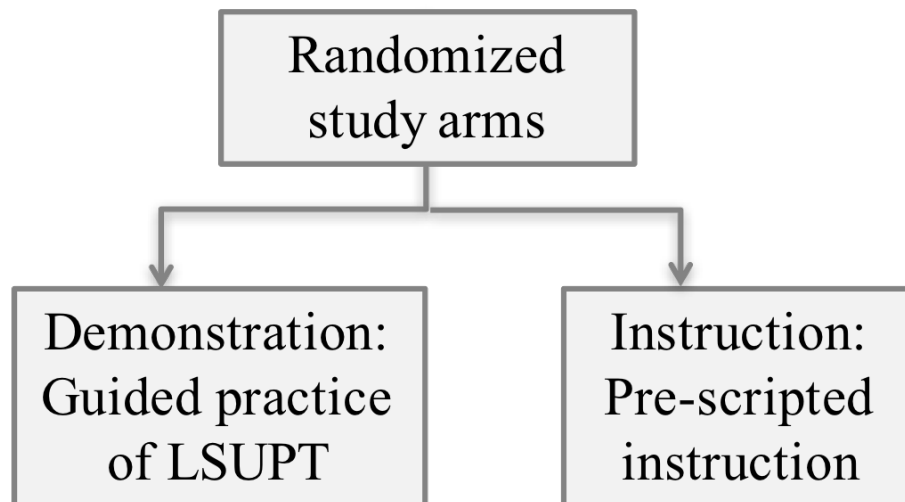 Randomized
study arms
Demonstration:
Guided practice
of LSUPT
Instruction:
Pre-scripted
instruction